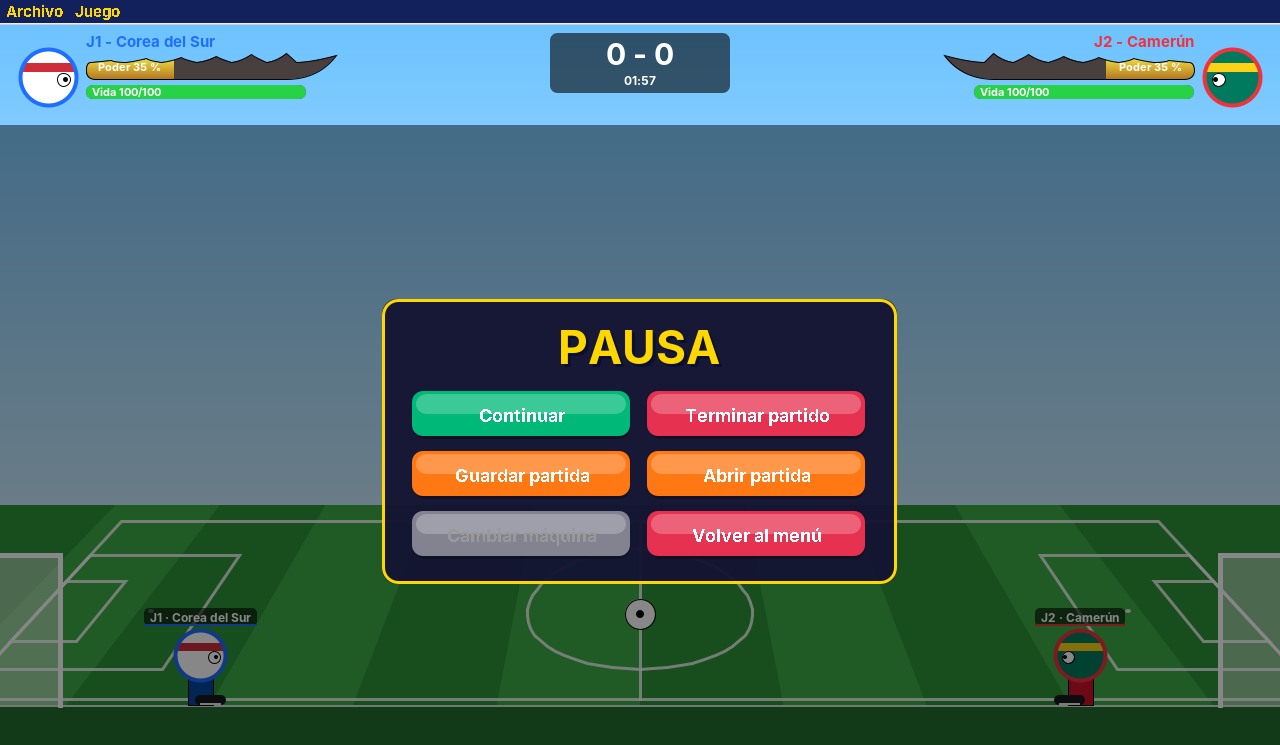 Archivo Juego
J1 - Corea del Sur
Poder 35 %
Vida 100/100
0 - 0
01:57
J2 - Camerún
Poder 35 %
Vida 100/100
PAUSA
Continuar
Terminar partido
Guardar partida
Abrir partida
Cambiar máquina
Volver al menú
J1 · Corea del Sur
J2 · Camerún